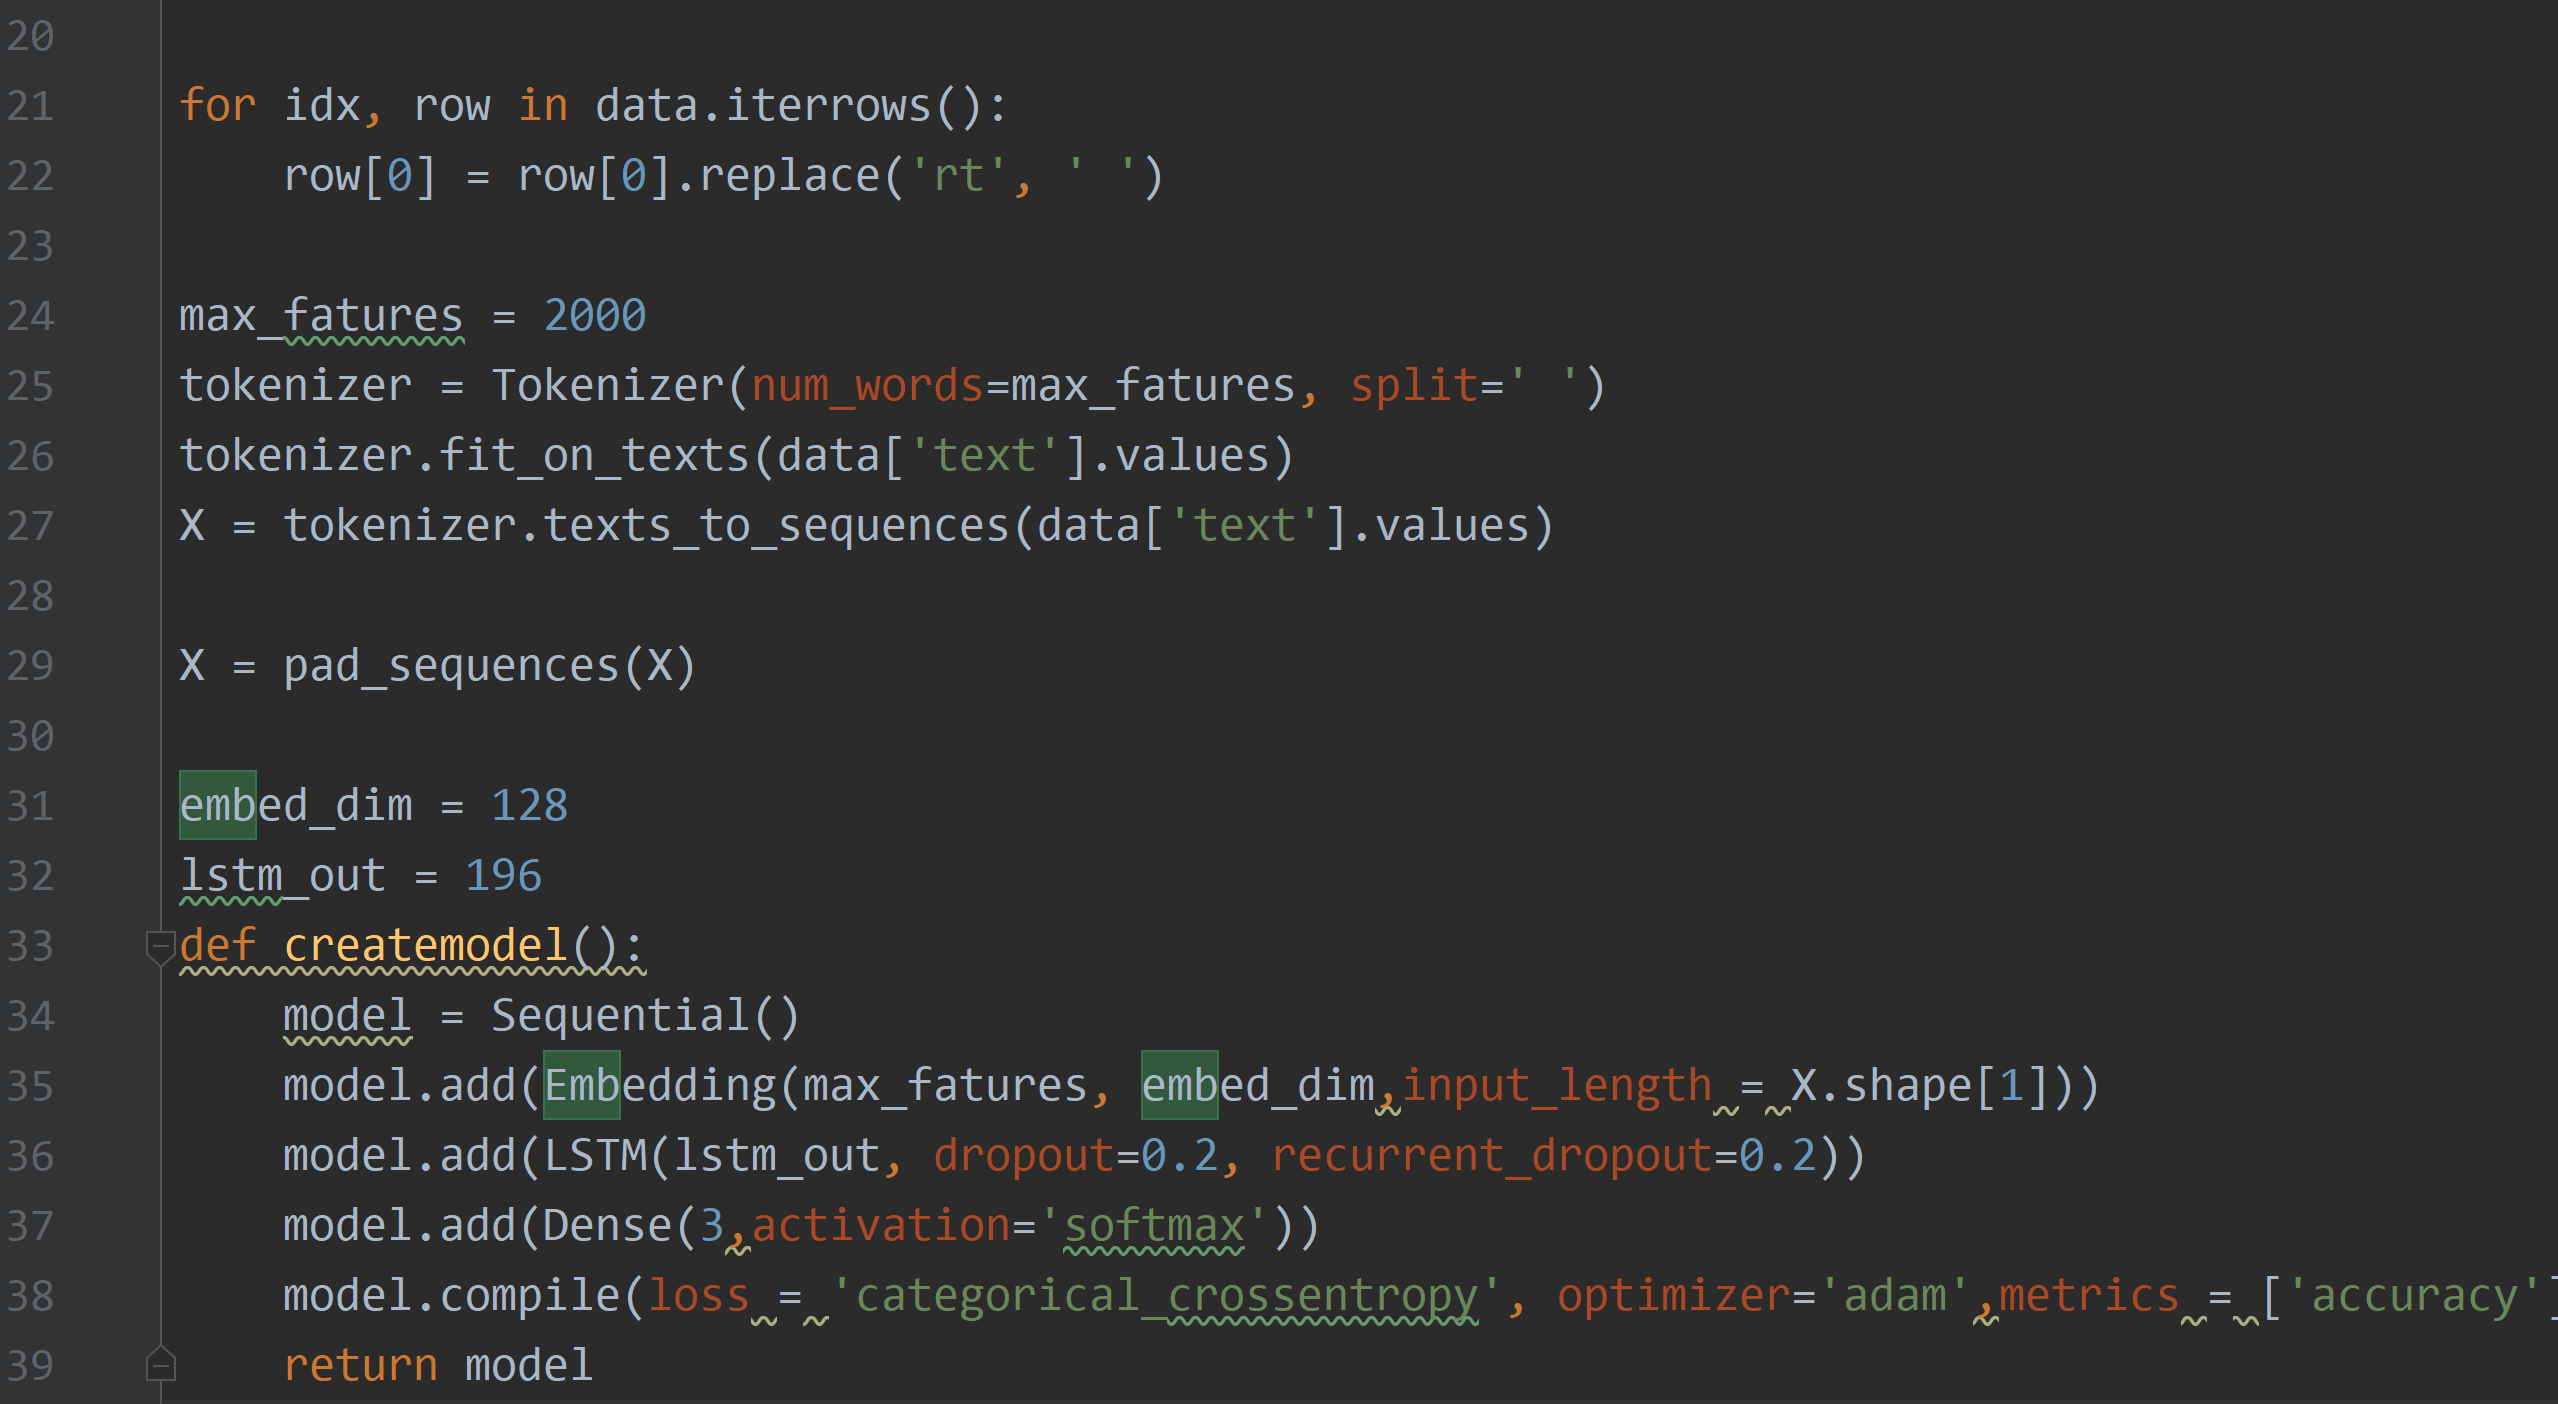 20
21 for idx, row in data.iterrows():
22     row[0] = row[0].replace('rt', ' ')
23
24 max_fatures = 2000
25 tokenizer = Tokenizer(num_words=max_fatures, split=' ')
26 tokenizer.fit_on_texts(data['text'].values)
27 X = tokenizer.texts_to_sequences(data['text'].values)
28
29 X = pad_sequences(X)
30
31 embed_dim = 128
32 lstm_out = 196
33 def createmodel():
34     model = Sequential()
35     model.add(Embedding(max_fatures, embed_dim,input_length = X.shape[1]))
36     model.add(LSTM(lstm_out, dropout=0.2, recurrent_dropout=0.2))
37     model.add(Dense(3,activation='softmax'))
38     model.compile(loss = 'categorical_crossentropy', optimizer='adam',metrics = ['accuracy']
39     return model